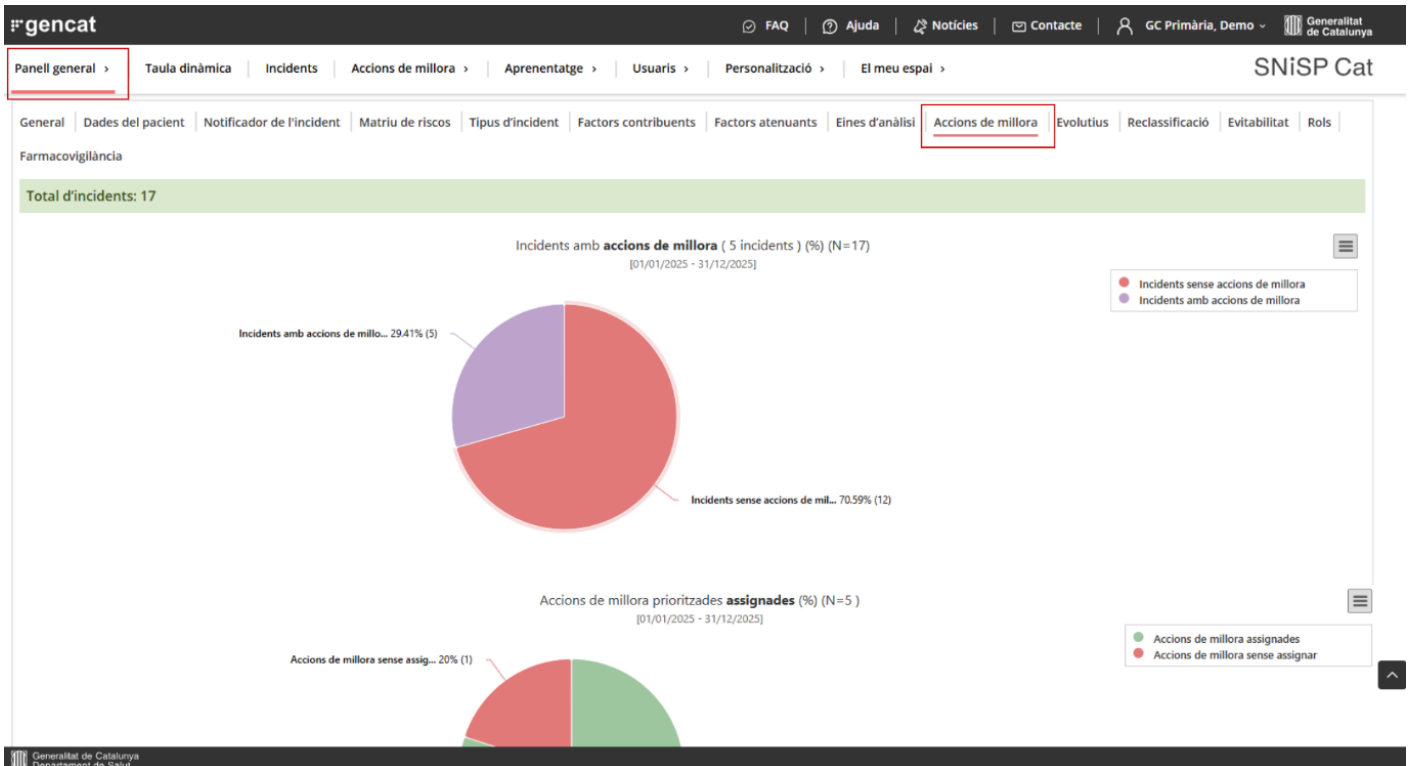 gencat
FAQ
Ajuda
Notícies
Contacte
GC Primària, Demo
Generalitat
de Catalunya
Panell general
Taula dinàmica
Incidents
Accions de millora
Aprenentatge
Usuaris
Personalització
El meu espai
SNiSP Cat
General
Dades del pacient
Notificador de l'incident
Matriu de riscos
Tipus d'incident
Factors contribuents
Factors atenuants
Eines d'anàlisi
Accions de millora
Evolutius
Reclassificació
Evitabilitat
Rols
Farmacovigilància
Total d'incidents: 17
Incidents amb accions de millora ( 5 incidents ) (%) (N=17)
[01/01/2025 - 31/12/2025]
Incidents sense accions de millora
Incidents amb accions de millora
Incidents amb accions de millo... 29.41% (5)
Incidents sense accions de mil... 70.59% (12)
Accions de millora prioritzades assignades (%) (N=5 )
[01/01/2025 - 31/12/2025]
Accions de millora assignades
Accions de millora sense assignar
Accions de millora sense assig... 20% (1)
Generalitat de Catalunya
Departament de Salut